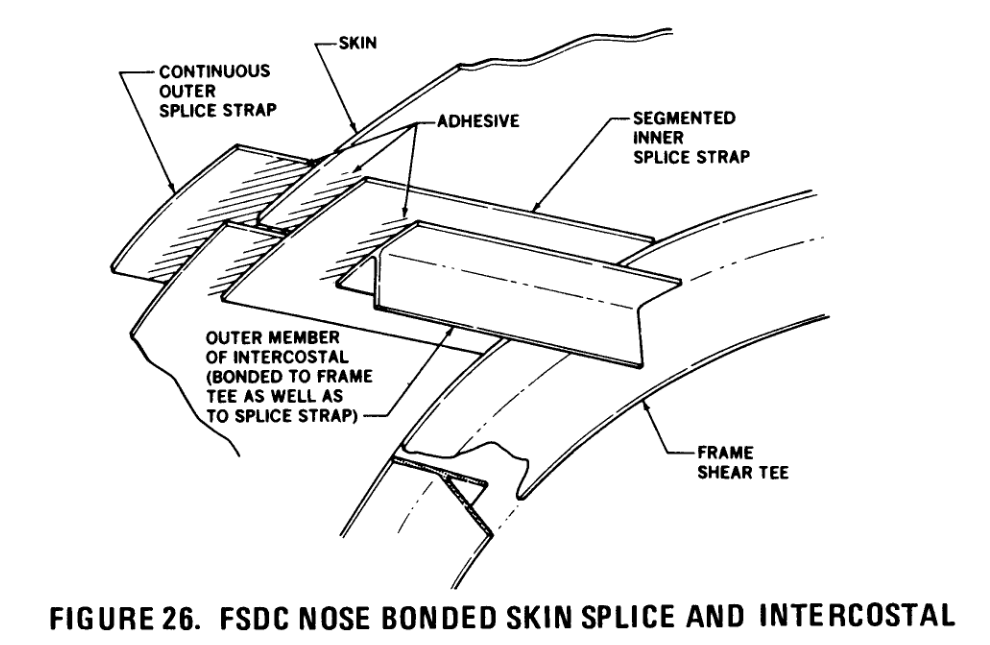 SKIN
CONTINUOUS
OUTER
SPLICE STRAP
ADHESIVE
SEGMENTED
INNER
SPLICE STRAP
OUTER MEMBER
OF INTERCOSTAL
(BONDED TO FRAME
TEE AS WELL AS
TO SPLICE STRAP)
FRAME
SHEAR TEE
FIGURE 26. FSDC NOSE BONDED SKIN SPLICE AND INTERCOSTAL